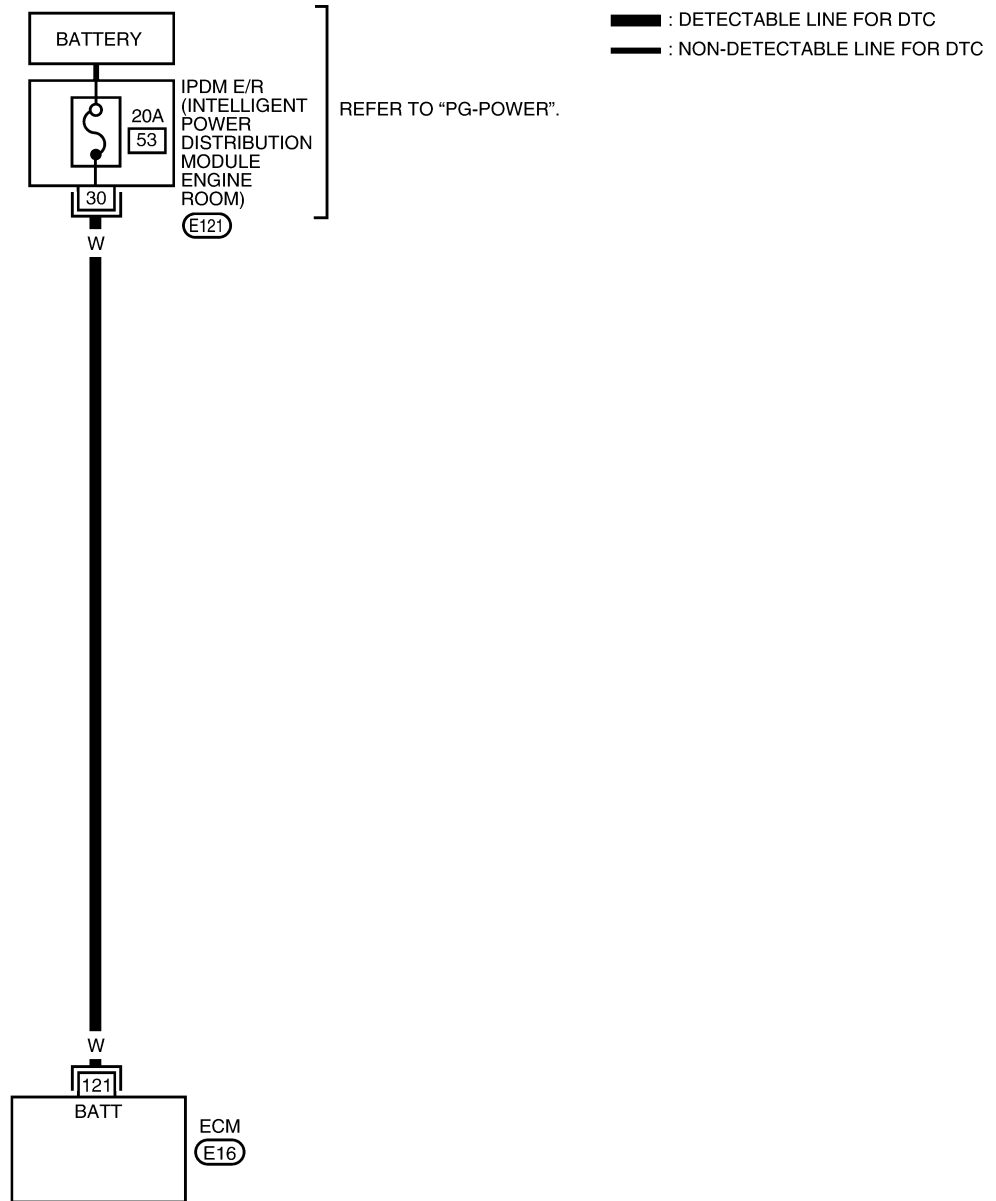 BATTERY
IPDM E/R
(INTELLIGENT
POWER
DISTRIBUTION
MODULE
ENGINE
ROOM)
20A
53
30
E121
REFER TO “PG-POWER”.
: DETECTABLE LINE FOR DTC
: NON-DETECTABLE LINE FOR DTC
W
W
121
BATT
ECM
E16